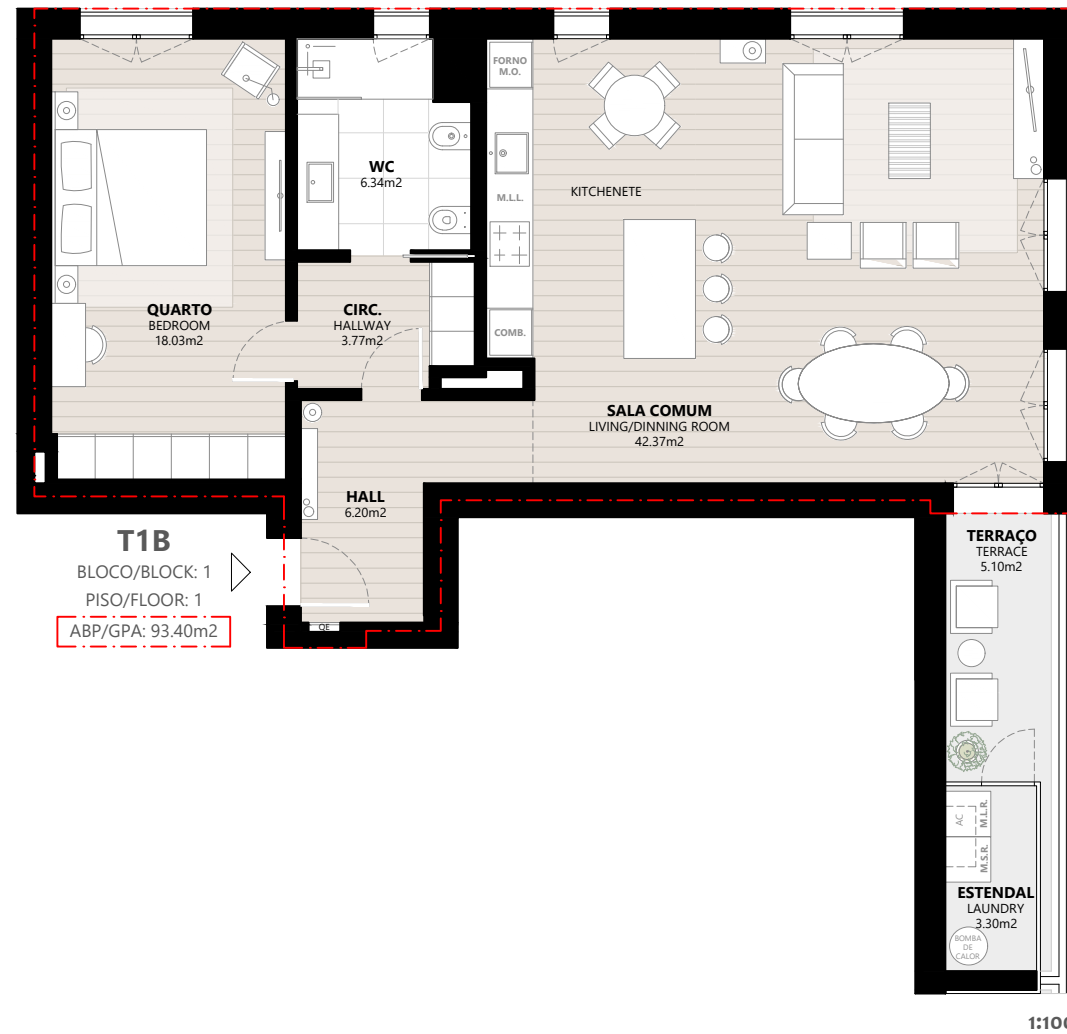 FORNO
M.O.
WC
6.34m2
M.L.L.
KITCHENETE
QUARTO
BEDROOM
18.03m2
CIRC.
HALLWAY
3.77m2
COMB.
SALA COMUM
LIVING/DINNING ROOM
42.37m2
HALL
6.20m2
T1B
BLOCO/BLOCK: 1
PISO/FLOOR: 1
ABP/GPA: 93.40m2
QE
TERRAÇO
TERRACE
5.10m2
AC
M.L.R.
M.S.R.
ESTENDAL
LAUNDRY
3.30m2
BOMBA
DE
CALOR